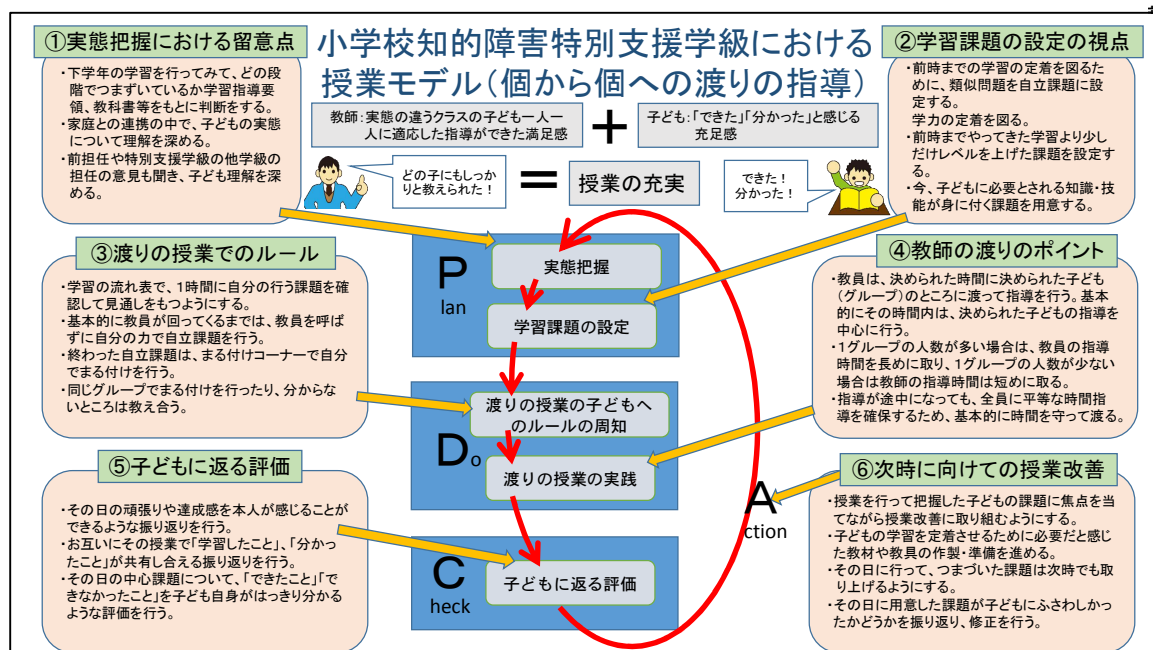 小学校知的障害特別支援学級における
授業モデル(個から個への渡りの指導)
教師:実態の違うクラスの子ども一人一
人に適応した指導ができた満足感
+
子ども:「できた」「分かった」と感じる
充足感
どの子にもしっか
りと教えられた!
=
授業の充実
できた!
分かった!
①実態把握における留意点
・下学年の学習を行ってみて、どの段
階でつまずいているか学習指導要
領、教科書等をもとに判断をする。
・家庭との連携の中で、子どもの実態
について理解を深める。
・前担任や特別支援学級の他学級の
担任の意見も聞き、子ども理解を深
める。
②学習課題の設定の視点
・前時までの学習の定着を図るた
めに、類似問題を自立課題に設
定する。
学力の定着を図る。
・前時までやってきた学習より少し
だけレベルを上げた課題を設定す
る。
・今、子どもに必要とされる知識・技
能が身に付く課題を用意する。
③渡りの授業でのルール
・学習の流れ表で、1時間に自分の行う課題を確
認して見通しをもつようにする。
・基本的に教員が回ってくるまでは、教員を呼ば
ずに自分の力で自立課題を行う。
・終わった自立課題は、まる付けコーナーで自分
でまる付けを行う。
・同じグループでまる付けを行ったり、分からな
いところは教え合う。
④教師の渡りのポイント
・教員は、決められた時間に決められた子ども
(グループ)のところに渡って指導を行う。基本
的にその時間内は、決められた子どもの指導を
中心に行う。
・1グループの人数が多い場合は、教員の指導
時間を長めに取り、1グループの人数が少ない
場合は教師の指導時間は短めに取る。
・指導が途中になっても、全員に平等な時間指
導を確保するため、基本的に時間を守って渡る。
⑤子どもに返る評価
・その日の頑張りや達成感を本人が感じることが
できるような振り返りを行う。
・お互いにその授業で「学習したこと」、「分かっ
たこと」が共有し合える振り返りを行う。
・その日の中心課題について、「できたこと」「で
きなかったこと」を子ども自身がはっきり分かる
ような評価を行う。
⑥次時に向けての授業改善
・授業を行って把握した子どもの課題に焦点を当
てながら授業改善に取り組むようにする。
・子どもの学習を定着させるために必要だと感じ
た教材や教具の作製・準備を進める。
・その日に行って、つまづいた課題は次時でも取
り上げるようにする。
・その日に用意した課題が子どもにふさわしかっ
たかどうかを振り返り、修正を行う。
Plan
実態把握
学習課題の設定
Do
渡りの授業の子どもへ
のルールの周知
渡りの授業の実践
Check
子どもに返る評価
Action